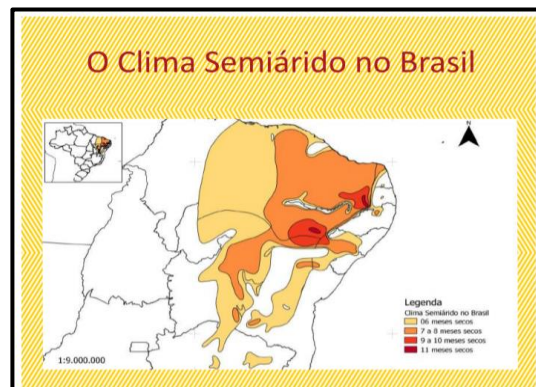 O Clima Semiárido no Brasil
N
Legenda
Clima Semiárido no Brasil
06 meses secos
7 a 8 meses secos
9 a 10 meses secos
11 meses secos
1:9.000.000